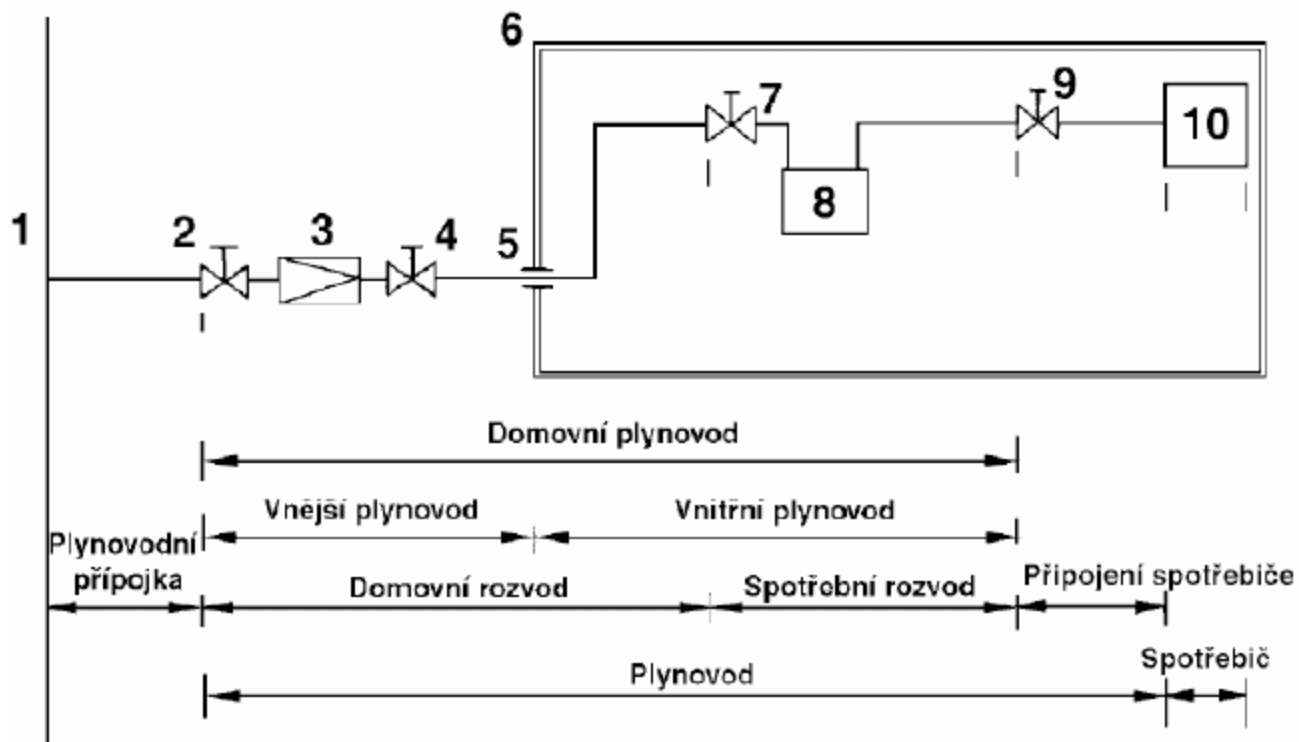 6
7
9
10
8
1
2
3
4
5
Domovní plynovod
Vnější plynovod
Vnitřní plynovod
Plynovodní
přípojka
Domovní rozvod
Spotřební rozvod
Připojení spotřebiče
Plynovod
Spotřebič